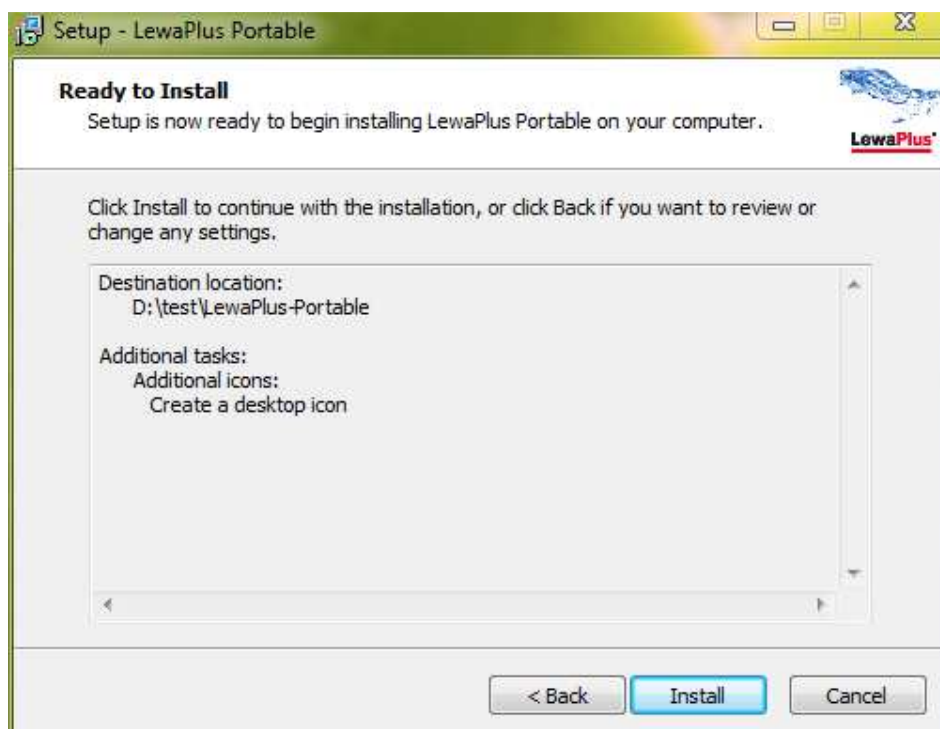 Setup - LewaPlus Portable
Ready to Install
Setup is now ready to begin installing LewaPlus Portable on your computer.
LewaPlus®
Click Install to continue with the installation, or click Back if you want to review or
change any settings.
Destination location:
D:\test\LewaPlus-Portable
Additional tasks:
Additional icons:
Create a desktop icon
< Back
Install
Cancel